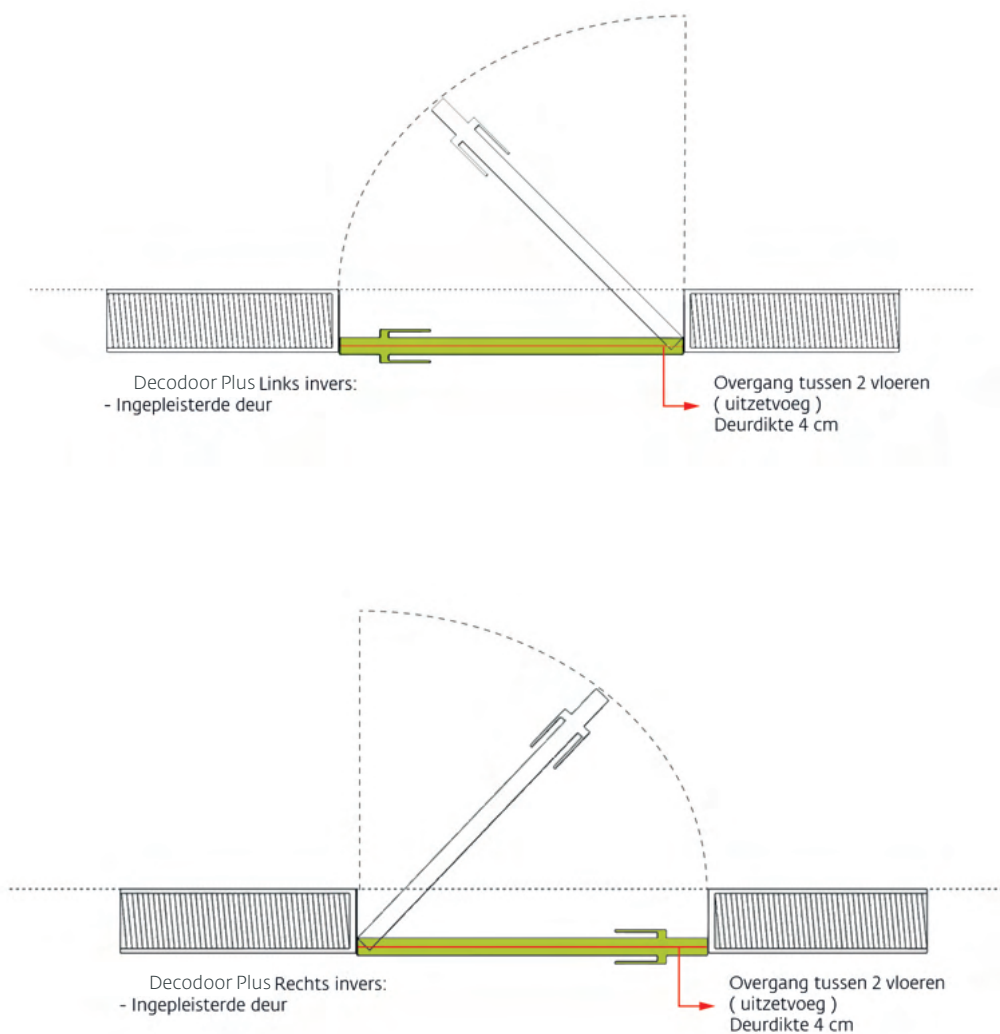 Decodoor Plus Links invers:
- Ingepleisterde deur
Overgang tussen 2 vloeren
( uitzetvoeg )
Deurdikte 4 cm
Decodoor Plus Rechts invers:
- Ingepleisterde deur
Overgang tussen 2 vloeren
( uitzetvoeg )
Deurdikte 4 cm